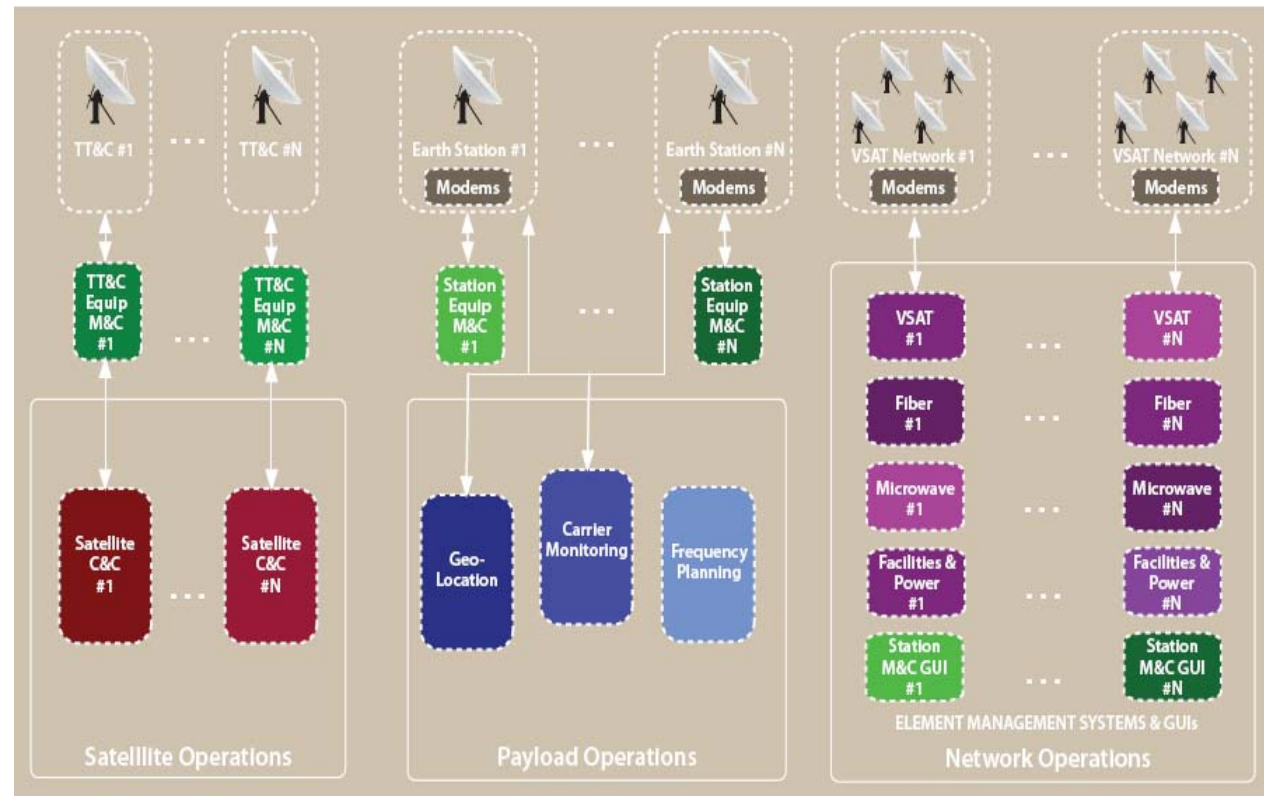 TT&C #1
TT&C #N
Earth Station #1
Modems
Earth Station #N
Modems
VSAT Network #1
Modems
VSAT Network #N
Modems
TT&C
Equip
M&C
#1
TT&C
Equip
M&C
#N
Station
Equip
M&C
#1
Station
Equip
M&C
#N
Satellite
C&C
#1
Satellite
C&C
#N
Satelllite Operations
Geo-
Location
Carrier
Monitoring
Frequency
Planning
Payload Operations
VSAT
#1
VSAT
#N
Fiber
#1
Fiber
#N
Microwave
#1
Microwave
#N
Facilities &
Power
#1
Facilities &
Power
#N
Station
M&C GUI
#1
Station
M&C GUI
#N
ELEMENT MANAGEMENT SYSTEMS & GUIs
Network Operations